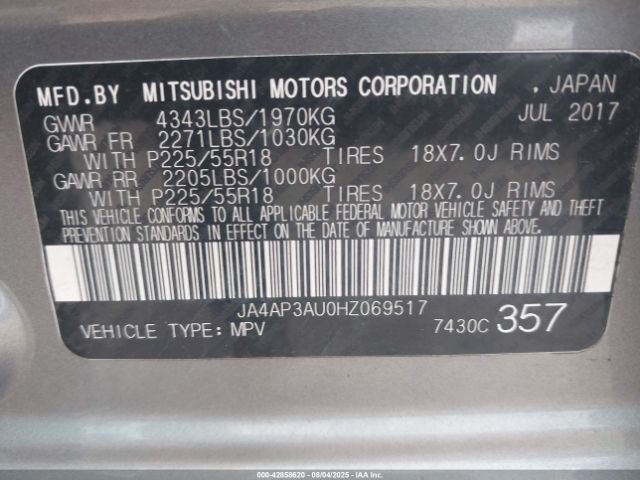 MFD.BY MITSUBISHI MOTORS CORPORATION , JAPAN
GVWR 4343LBS/1970KG JUL 2017
GAWR FR 2271LBS/1030KG
WITH P225/55R18 TIRES 18X7.0J RIMS
GAWR RR 2205LBS/1000KG
WITH P225/55R18 TIRES 18X7.0J RIMS
THIS VEHICLE CONFORMS TO ALL APPLICABLE FEDERAL MOTOR VEHICLE SAFETY AND THEFT
PREVENTION STANDARDS IN EFFECT ON THE DATE OF MANUFACTURE SHOWN ABOVE.
JA4AP3AU0HZ069517
VEHICLE TYPE: MPV 7430C 357
000-42858620 - 08/04/2025 - IAAI.COM